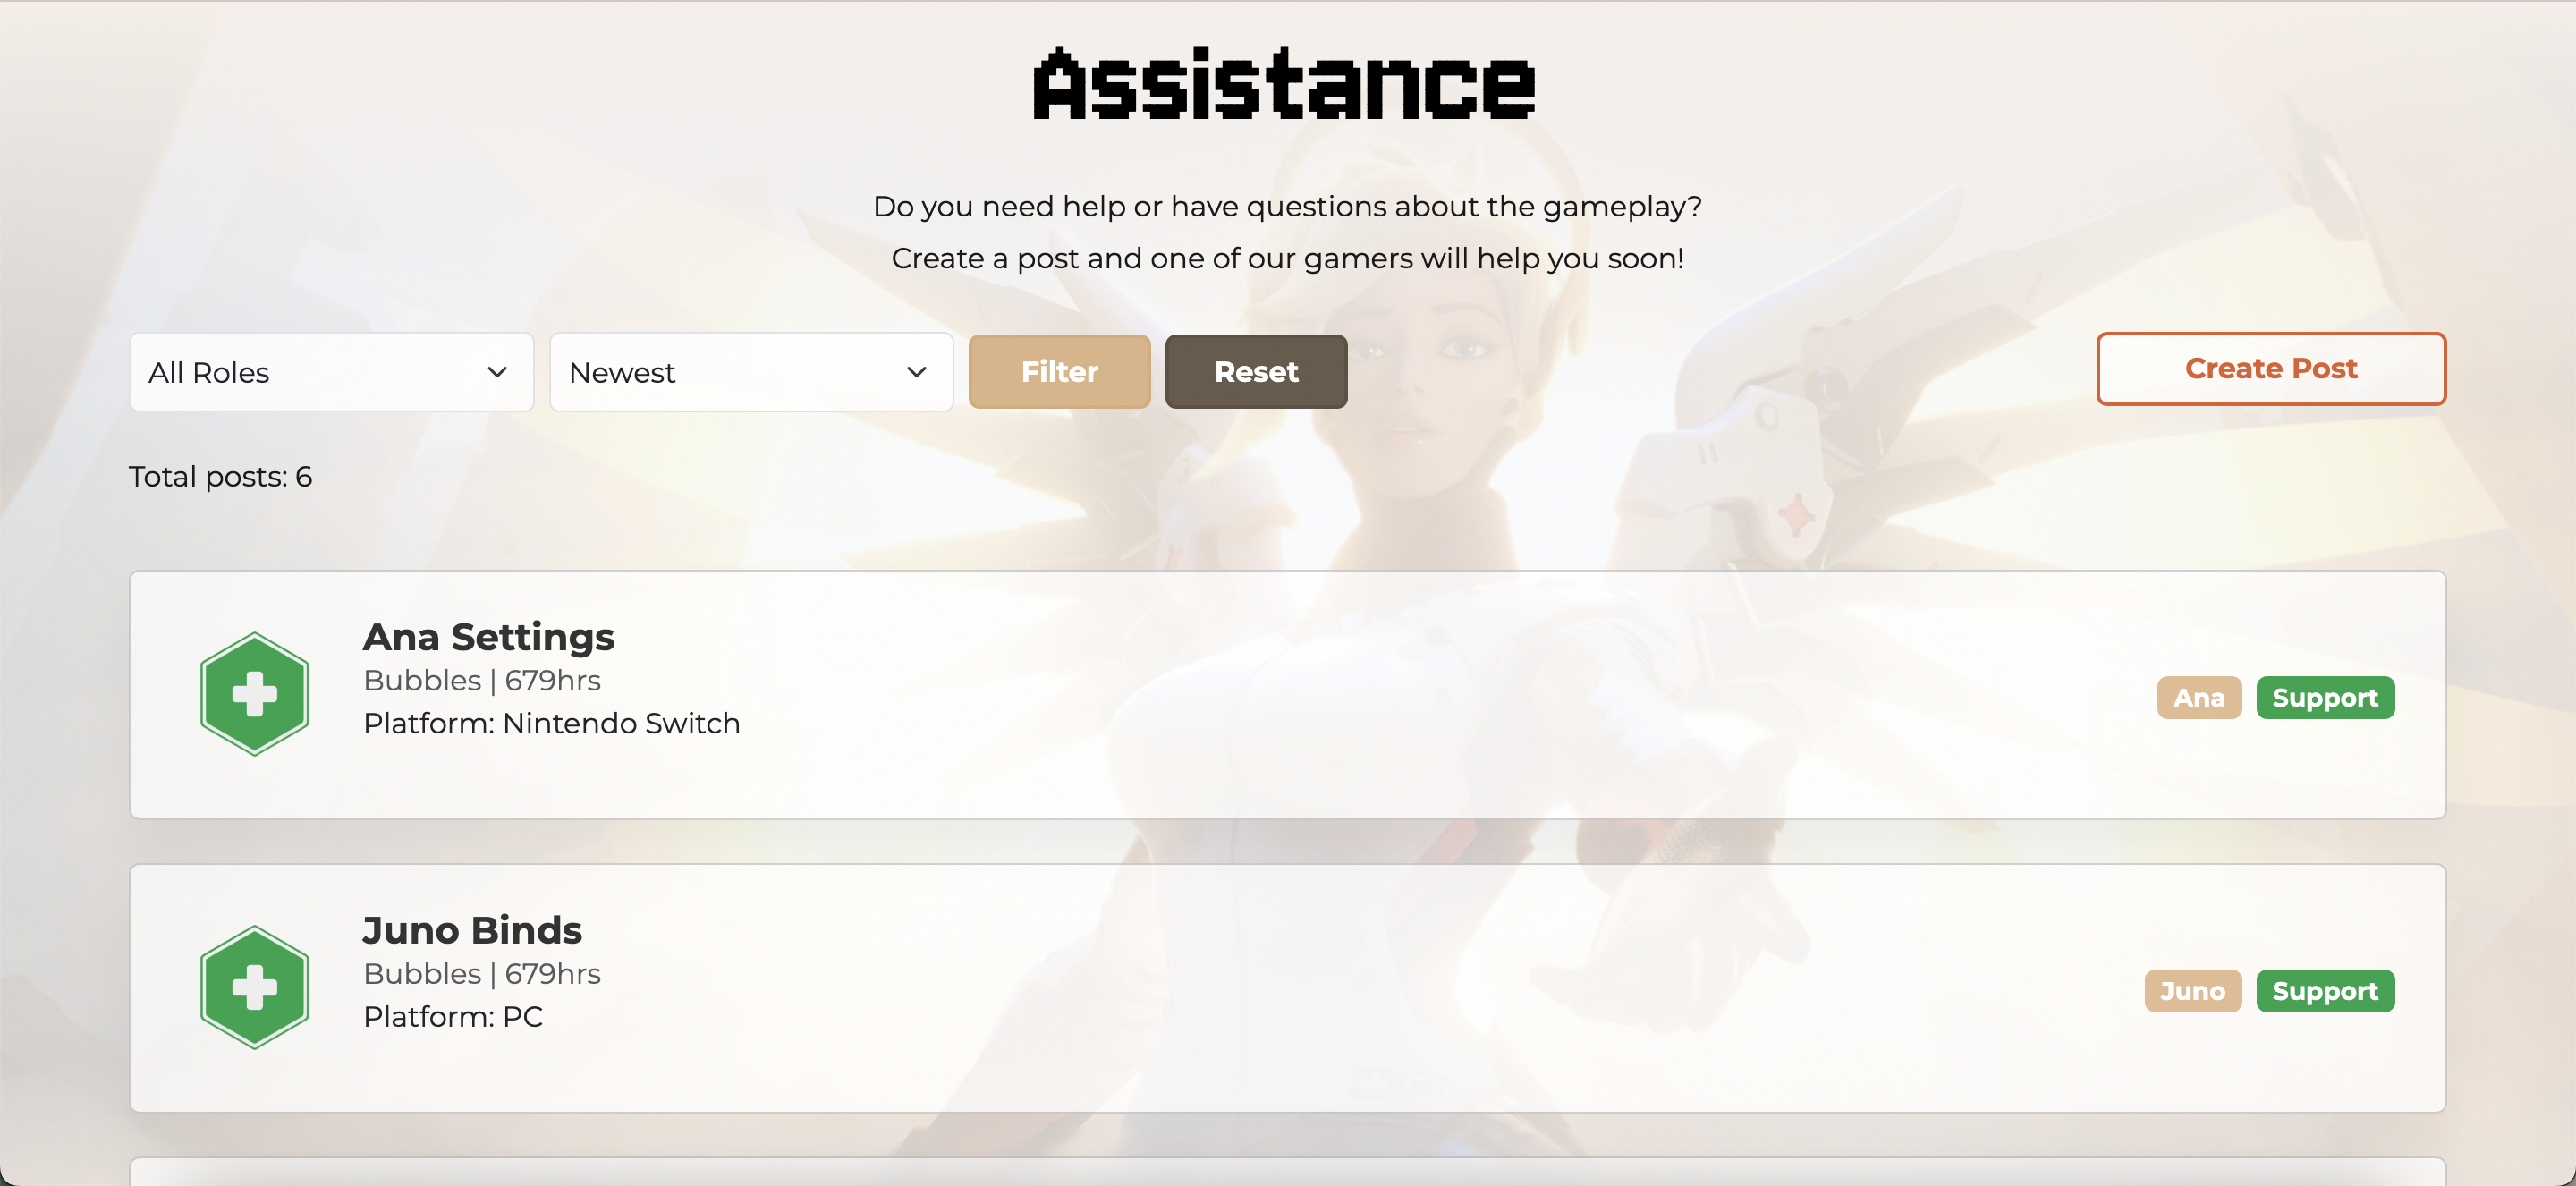 Assistance
Do you need help or have questions about the gameplay?
Create a post and one of our gamers will help you soon!
All Roles
Newest
Filter
Reset
Create Post
Total posts: 6
Ana Settings
Bubbles | 679hrs
Platform: Nintendo Switch
Ana
Support
Juno Binds
Bubbles | 679hrs
Platform: PC
Juno
Support